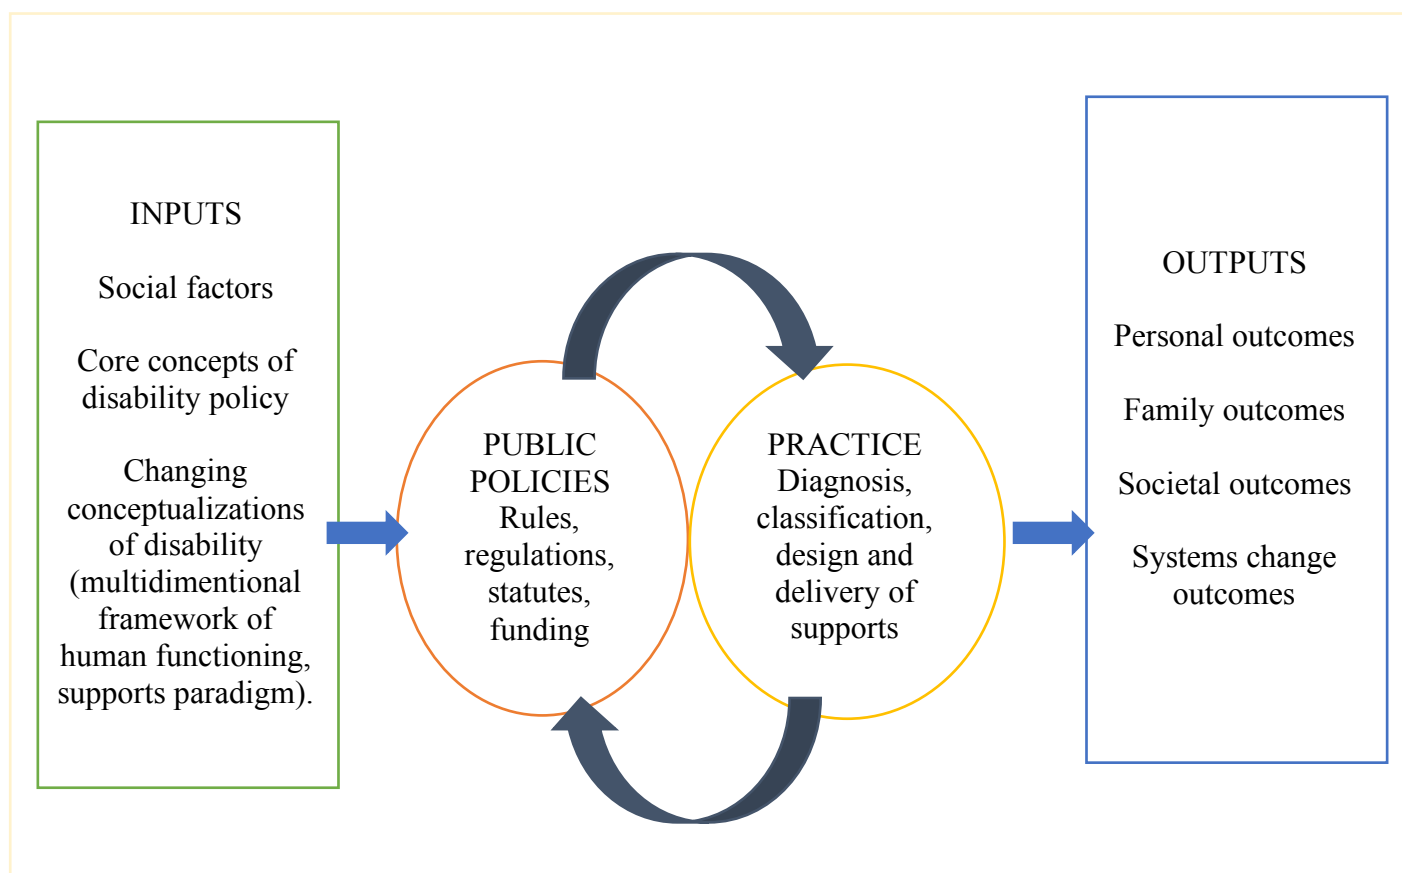 INPUTS
Social factors
Core concepts of
disability policy
Changing
conceptualizations
of disability
(multidimentional
framework of
human functioning,
supports paradigm).
PUBLIC
POLICIES
Rules,
regulations,
statutes,
funding
PRACTICE
Diagnosis,
classification,
design and
delivery of
supports
OUTPUTS
Personal outcomes
Family outcomes
Societal outcomes
Systems change
outcomes